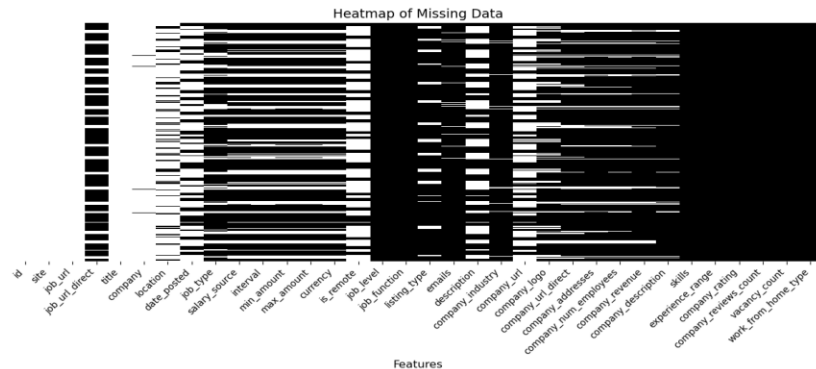 Heatmap of Missing Data
id
site
job_url
job_url_direct
title
company
location
date_posted
job_type
salary_source
interval
min_amount
max_amount
currency
is_remote
job_level
job_function
listing_type
emails
description
company_industry
company_url
company_logo
company_url_direct
company_addresses
company_num_employees
company_revenue
company_description
skills
experience_range
company_rating
company_reviews_count
vacancy_count
work_from_home_type
Features